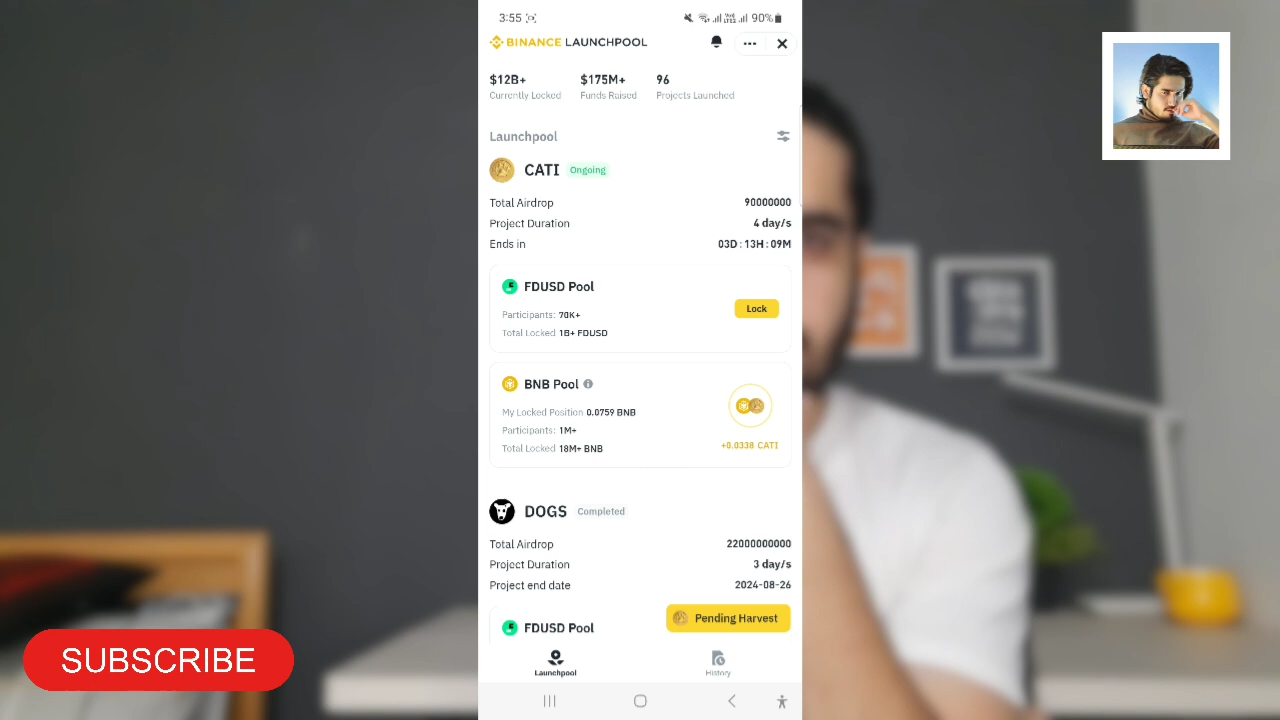 3:55 90%
BINANCE LAUNCHPOOL
$12B+ $175M+ 96
Currently Locked Funds Raised Projects Launched
Launchpool
CATI Ongoing
Total Airdrop 90000000
Project Duration 4 day/s
Ends in 03D : 13H : 09M
FDUSD Pool
Participants: 70K+
Lock
Total Locked 1B+ FDUSD
BNB Pool
My Locked Position 0.0759 BNB
Participants: 1M+
Total Locked 18M+ BNB
+0.0338 CATI
DOGS Completed
Total Airdrop 22000000000
Project Duration 3 day/s
Project end date 2024-08-26
FDUSD Pool
Pending Harvest
Launchpool History
SUBSCRIBE